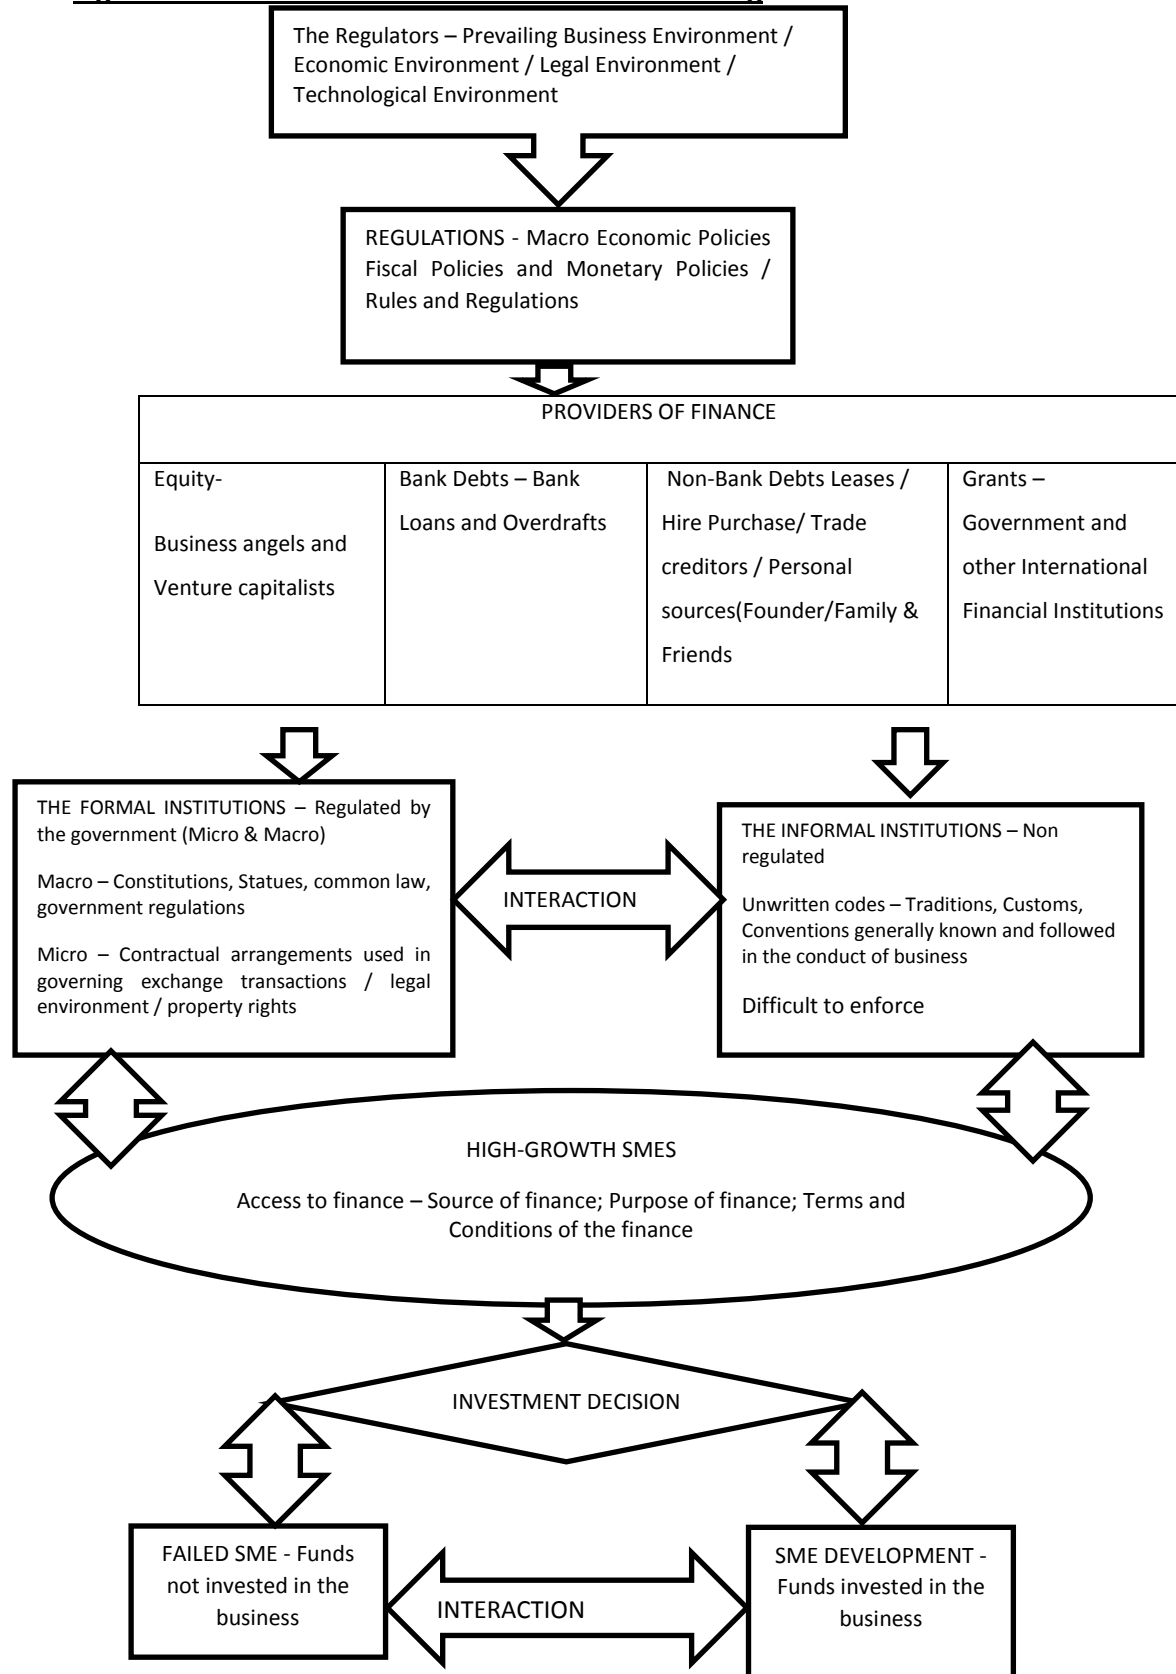 The Regulators – Prevailing Business Environment /
Economic Environment / Legal Environment /
Technological Environment
REGULATIONS - Macro Economic Policies
Fiscal Policies and Monetary Policies /
Rules and Regulations
PROVIDERS OF FINANCE
Equity-
Business angels and
Venture capitalists
Bank Debts – Bank
Loans and Overdrafts
Non-Bank Debts Leases /
Hire Purchase/ Trade
creditors / Personal
sources(Founder/Family &
Friends
Grants –
Government and
other International
Financial Institutions
THE FORMAL INSTITUTIONS – Regulated by
the government (Micro & Macro)
Macro – Constitutions, Statues, common law,
government regulations
Micro – Contractual arrangements used in
governing exchange transactions / legal
environment / property rights
INTERACTION
THE INFORMAL INSTITUTIONS – Non
regulated
Unwritten codes – Traditions, Customs,
Conventions generally known and followed
in the conduct of business
Difficult to enforce
HIGH-GROWTH SMES
Access to finance – Source of finance; Purpose of finance; Terms and
Conditions of the finance
INVESTMENT DECISION
FAILED SME - Funds
not invested in the
business
INTERACTION
SME DEVELOPMENT -
Funds invested in the
business